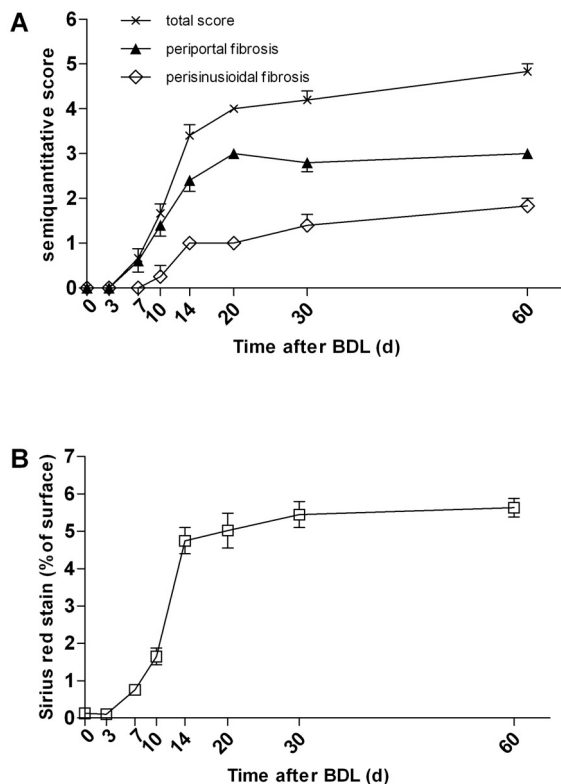 A
total score
periportal fibrosis
perisinusioidal fibrosis
semiquantitative score
6
5
4
3
2
1
0
0 3 7 10 14 20 30 60
Time after BDL (d)
B
Sirius red stain (% of surface)
7
6
5
4
3
2
1
0
0 3 7 10 14 20 30 60
Time after BDL (d)